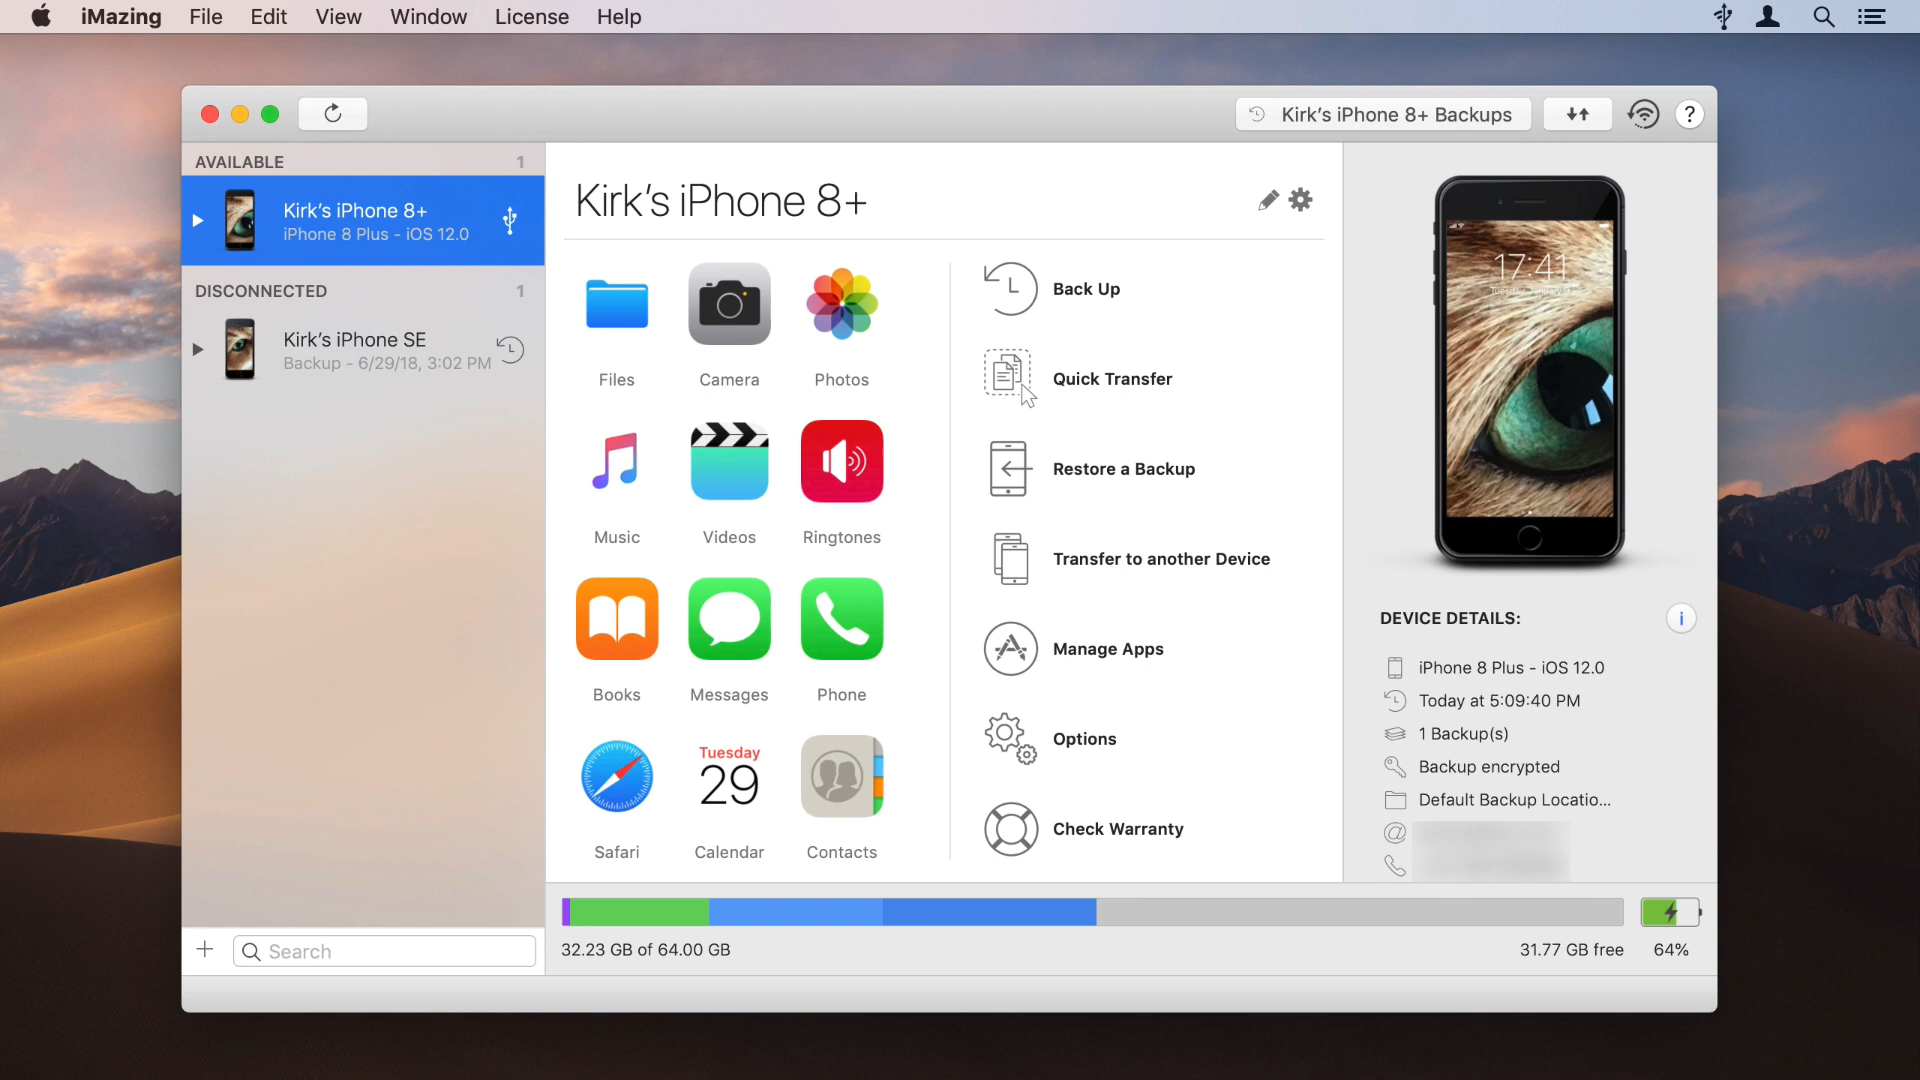 iMazing File Edit View Window License Help
Kirk's iPhone 8+ Backups ?
AVAILABLE 1
Kirk's iPhone 8+
iPhone 8 Plus - iOS 12.0
DISCONNECTED 1
Kirk's iPhone SE
Backup - 6/29/18, 3:02 PM
Search
Kirk's iPhone 8+
Files Camera Photos
Music Videos Ringtones
Books Messages Phone
Tuesday
29
Safari Calendar Contacts
Back Up
Quick Transfer
Restore a Backup
Transfer to another Device
Manage Apps
Options
Check Warranty
17:41
DEVICE DETAILS: i
iPhone 8 Plus - iOS 12.0
Today at 5:09:40 PM
1 Backup(s)
Backup encrypted
Default Backup Locatio...
32.23 GB of 64.00 GB
31.77 GB free
64%